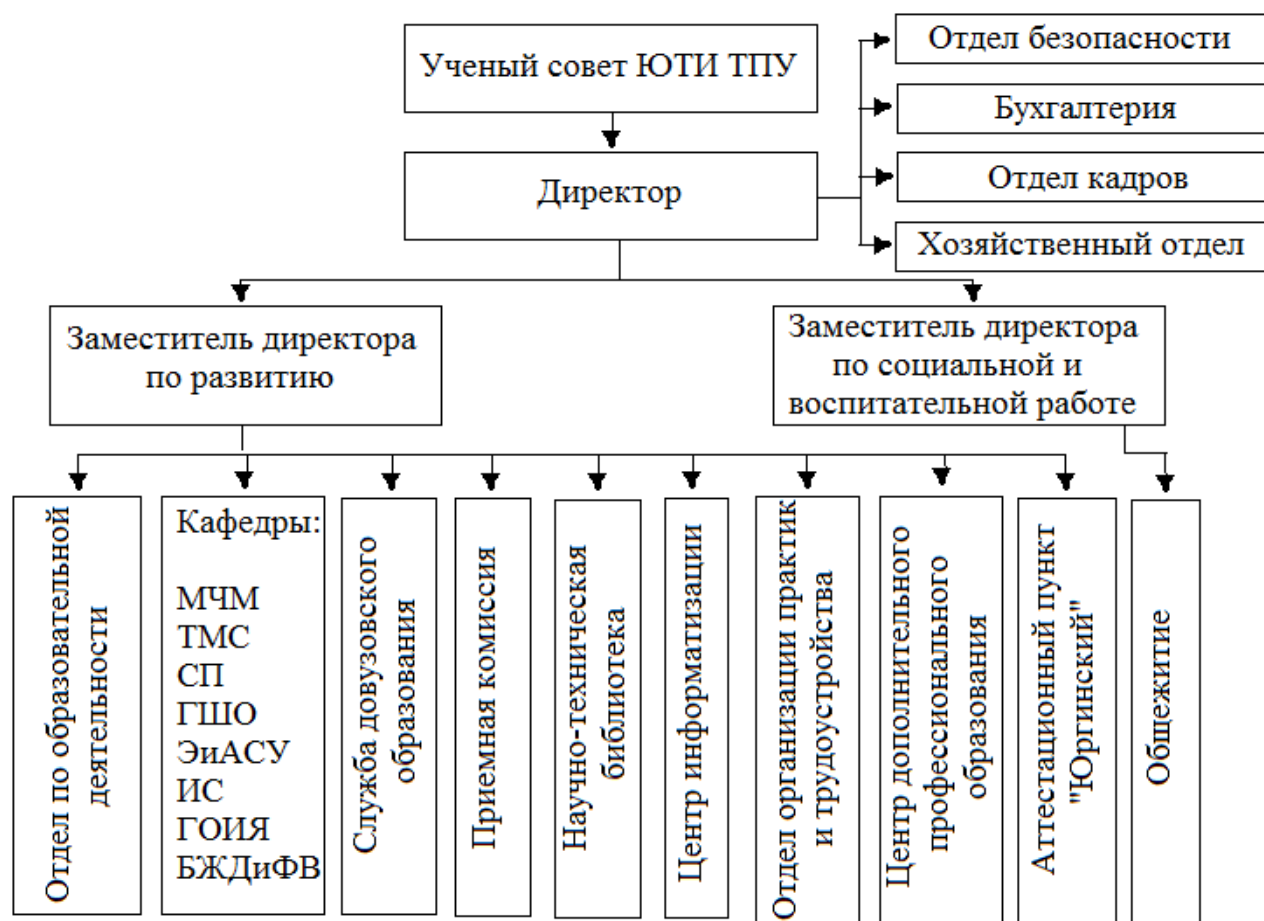 Ученый совет ЮТИ ТПУ
Отдел безопасности
Бухгалтерия
Директор
Отдел кадров
Хозяйственный отдел
Заместитель директора
по развитию
Заместитель директора
по социальной и
воспитательной работе
Отдел по образовательной
деятельности
Кафедры:
МЧМ
ТМС
СП
ГШО
ЭиАСУ
ИС
ГОИЯ
БЖДиФВ
Служба довузовского
образования
Приемная комиссия
Научно-техническая
библиотека
Центр информатизации
Отдел организации практик
и трудоустройства
Центр дополнительного
профессионального
образования
Аттестационный пункт
"Юргинский"
Общежитие